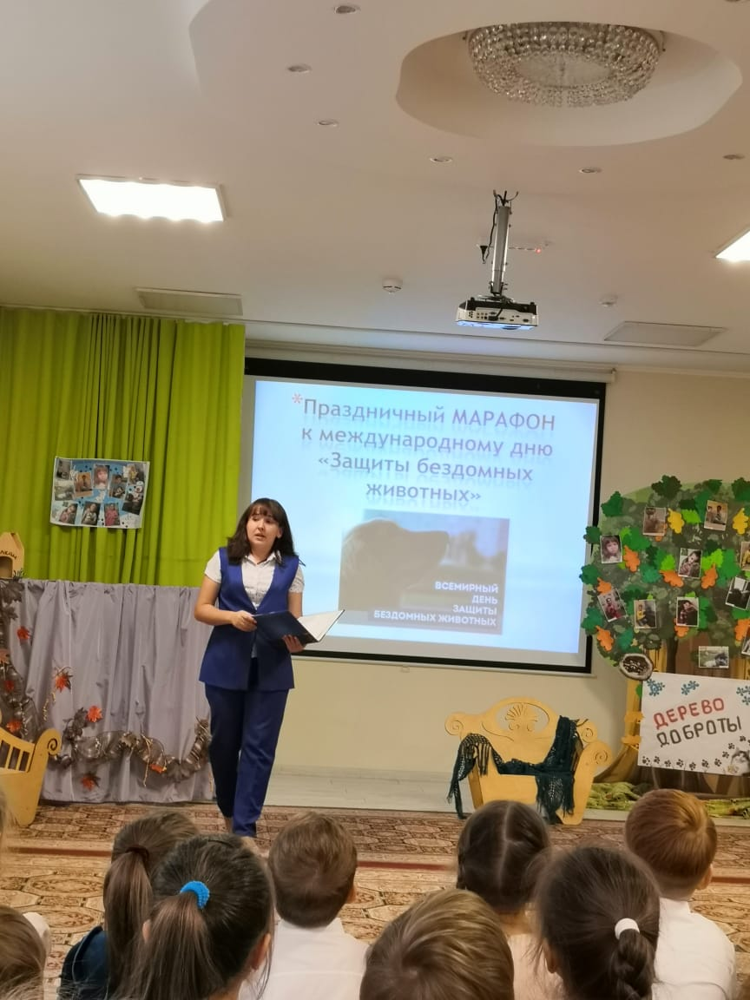 *Праздничный МАРАФОН
к международному дню
«Защиты бездомных
животных»
ВСЕМИРНЫЙ
ДЕНЬ
ЗАЩИТЫ
БЕЗДОМНЫХ ЖИВОТНЫХ
ДЕРЕВО
ДОБРОТЫ